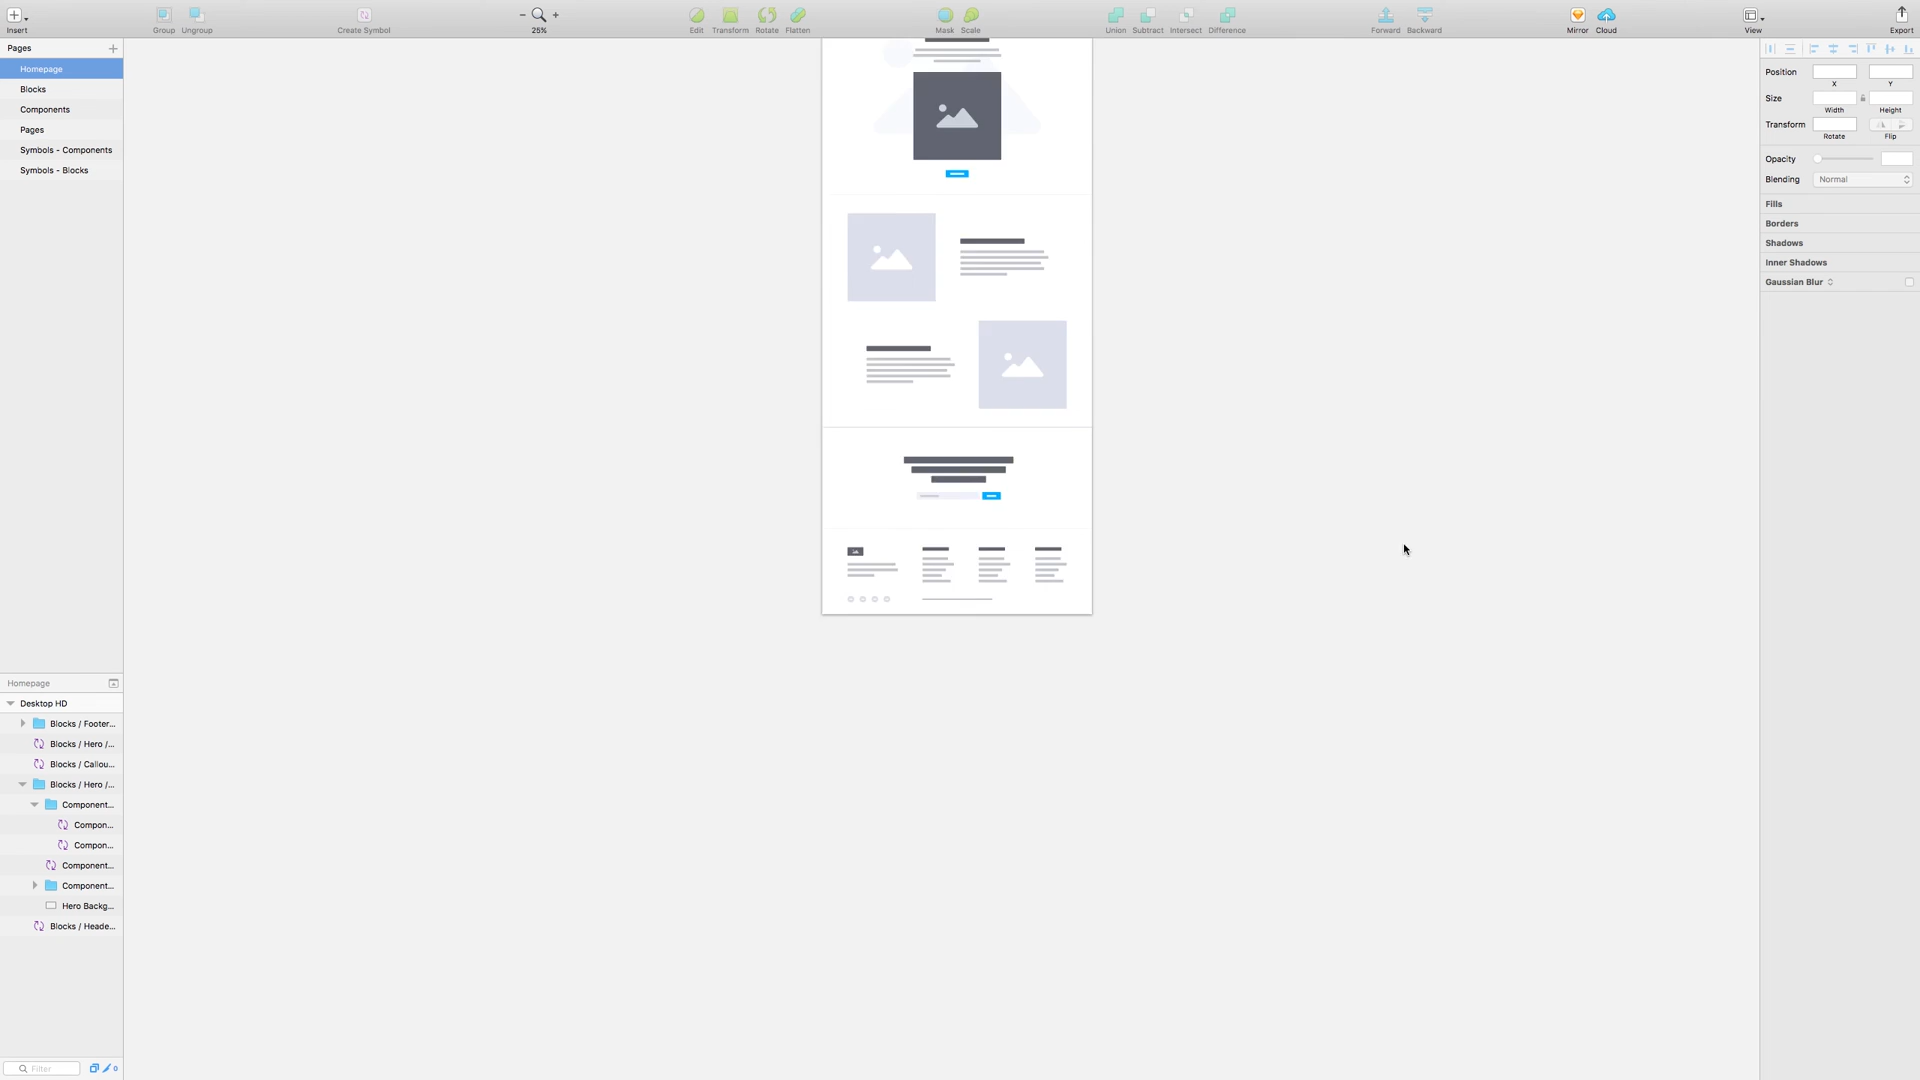 Insert
Group
Ungroup
Create Symbol
25%
Edit
Transform
Rotate
Flatten
Mask
Scale
Union
Subtract
Intersect
Difference
Forward
Backward
Mirror
Cloud
View
Export
Pages
Homepage
Blocks
Components
Pages
Symbols - Components
Symbols - Blocks
Homepage
Desktop HD
Blocks / Footer...
Blocks / Hero /...
Blocks / Callou...
Blocks / Hero /...
Component...
Compon...
Compon...
Component...
Component...
Hero Backg...
Blocks / Heade...
Filter
0
Position
X
Y
Size
Width
Height
Transform
Rotate
Flip
Opacity
Blending
Normal
Fills
Borders
Shadows
Inner Shadows
Gaussian Blur